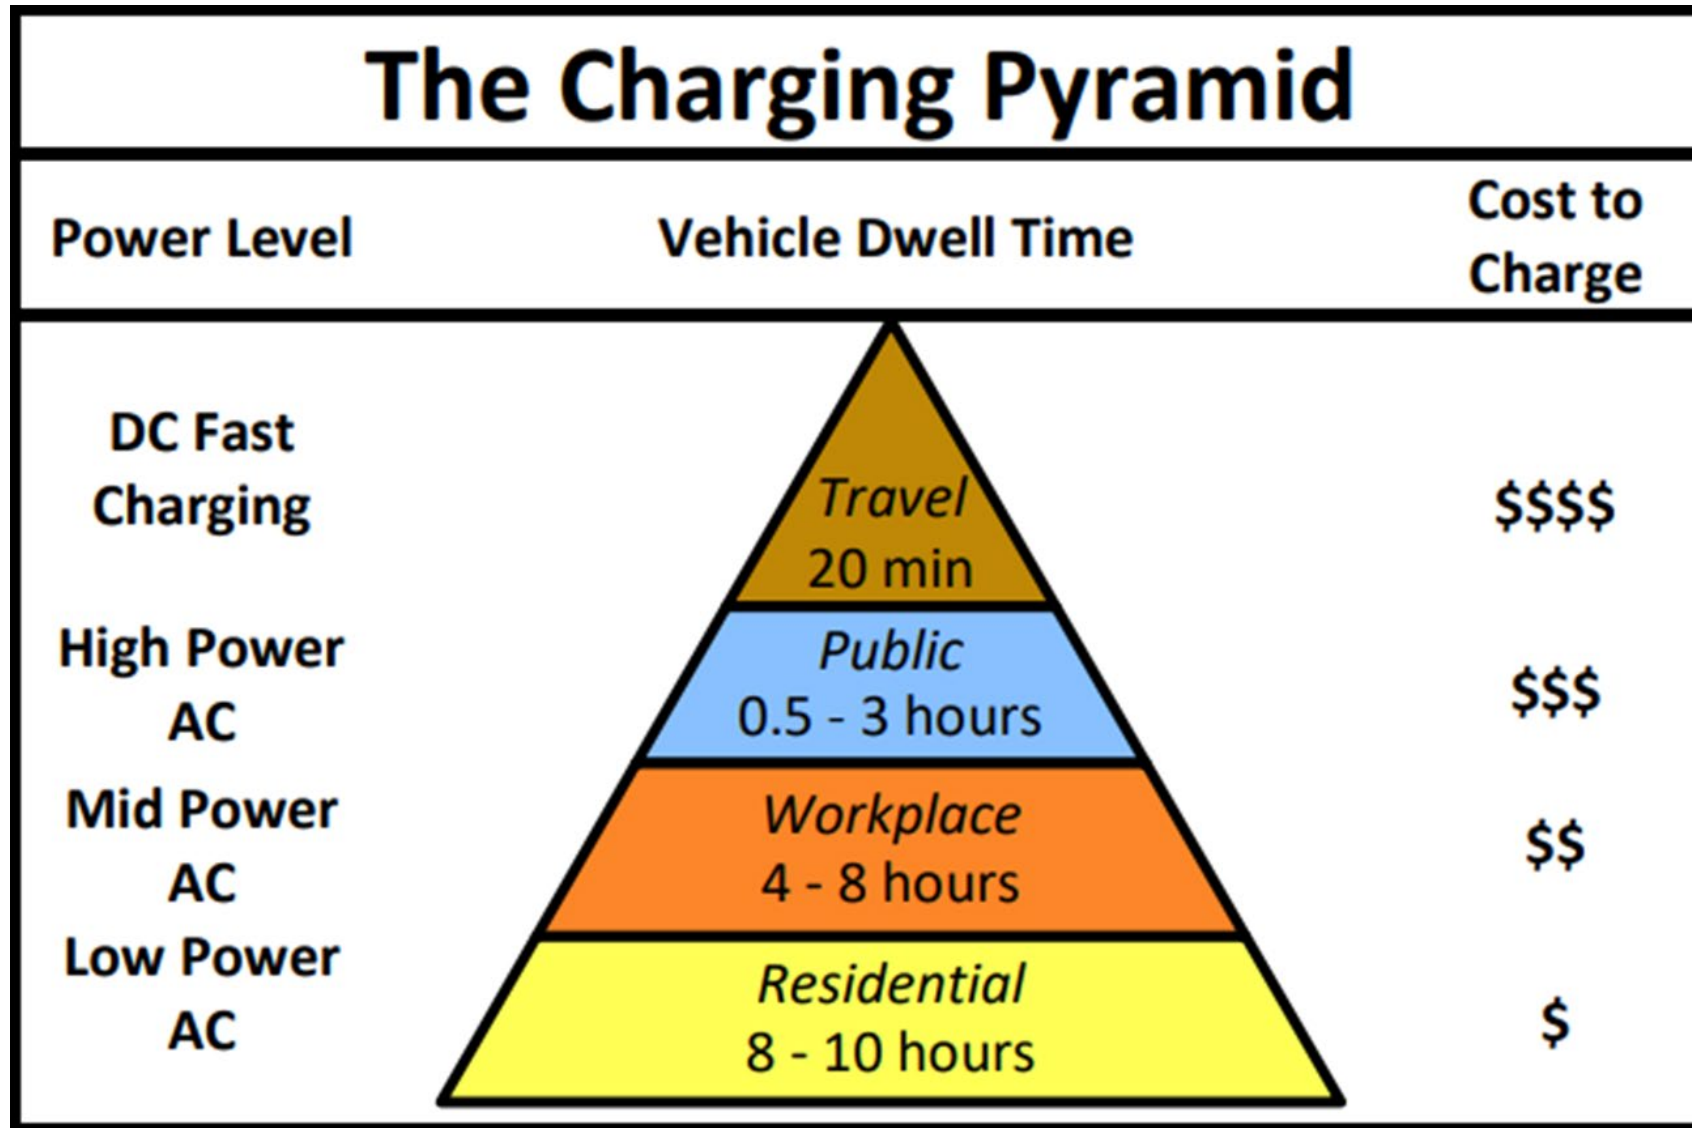 The Charging Pyramid
Power Level
Vehicle Dwell Time
Cost to
Charge
DC Fast
Charging
Travel
20 min
$$$$
High Power
AC
Public
0.5 - 3 hours
$$$
Mid Power
AC
Workplace
4 - 8 hours
$$
Low Power
AC
Residential
8 - 10 hours
$